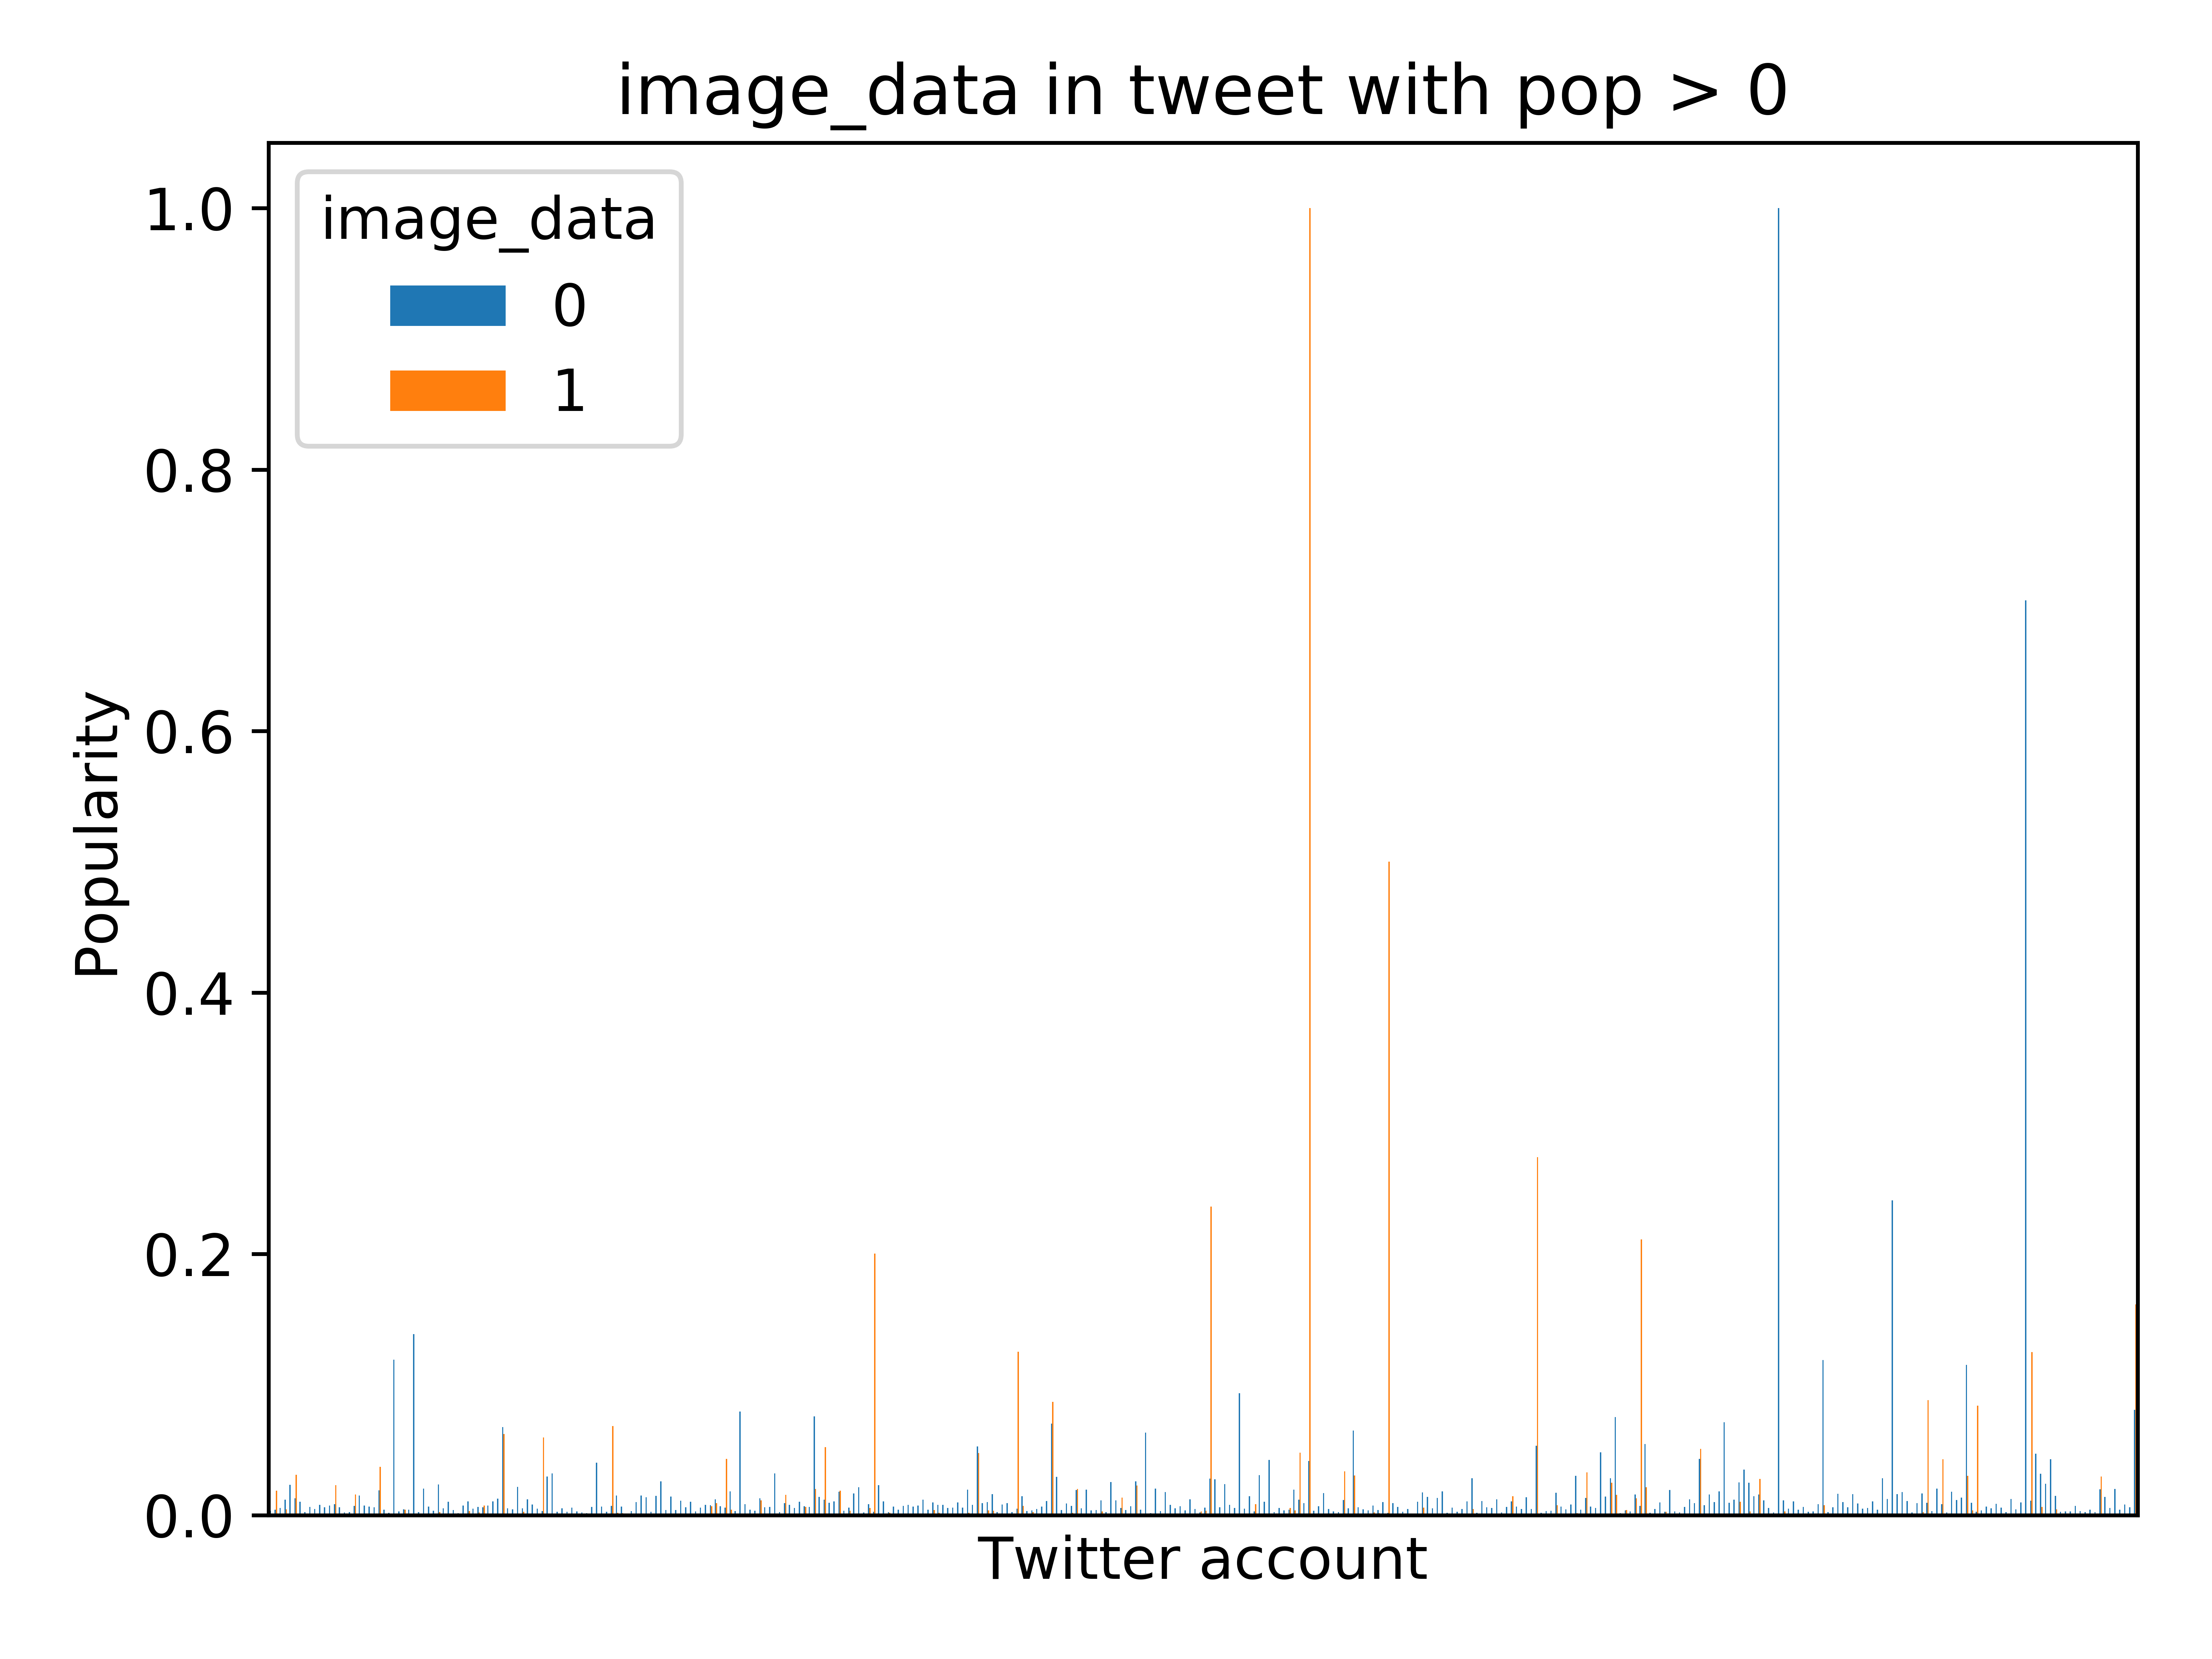 image_data in tweet with pop > 0
image_data
0
1
1.0
0.8
0.6
0.4
0.2
0.0
Popularity
Twitter account